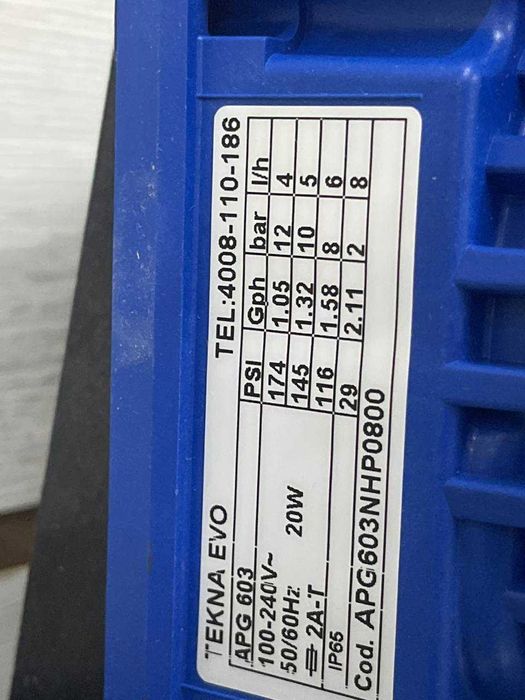 TEKNA EVO TEL:4008-110-186
APG 603 PSI Gph bar l/h
100-240V~ 174 1.05 12 4
50/60Hz 20W 145 1.32 10 5
2A-T 116 1.58 8 6
IP65 29 2.11 2 8
Cod. APG603NHP0800